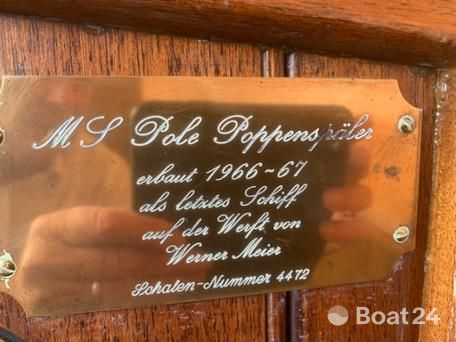 MS Pole Poppenspäler
erbaut 1966-67
als letztes Schiff
auf der Werft von
Werner Meier
Schalen-Nummer 4472
Boat24